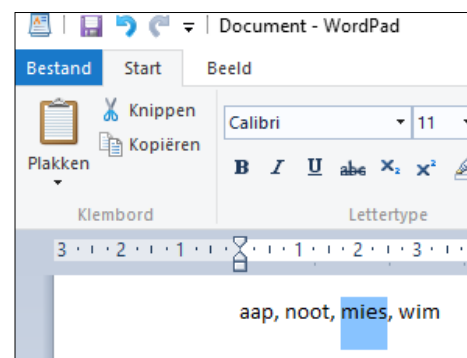 Document - WordPad
Bestand Start Beeld
Knippen
Kopiëren
Plakken
Calibri 11
B I U abc X₂ X²
Klembord Lettertype
3 2 1 1 2 3
aap, noot, mies, wim